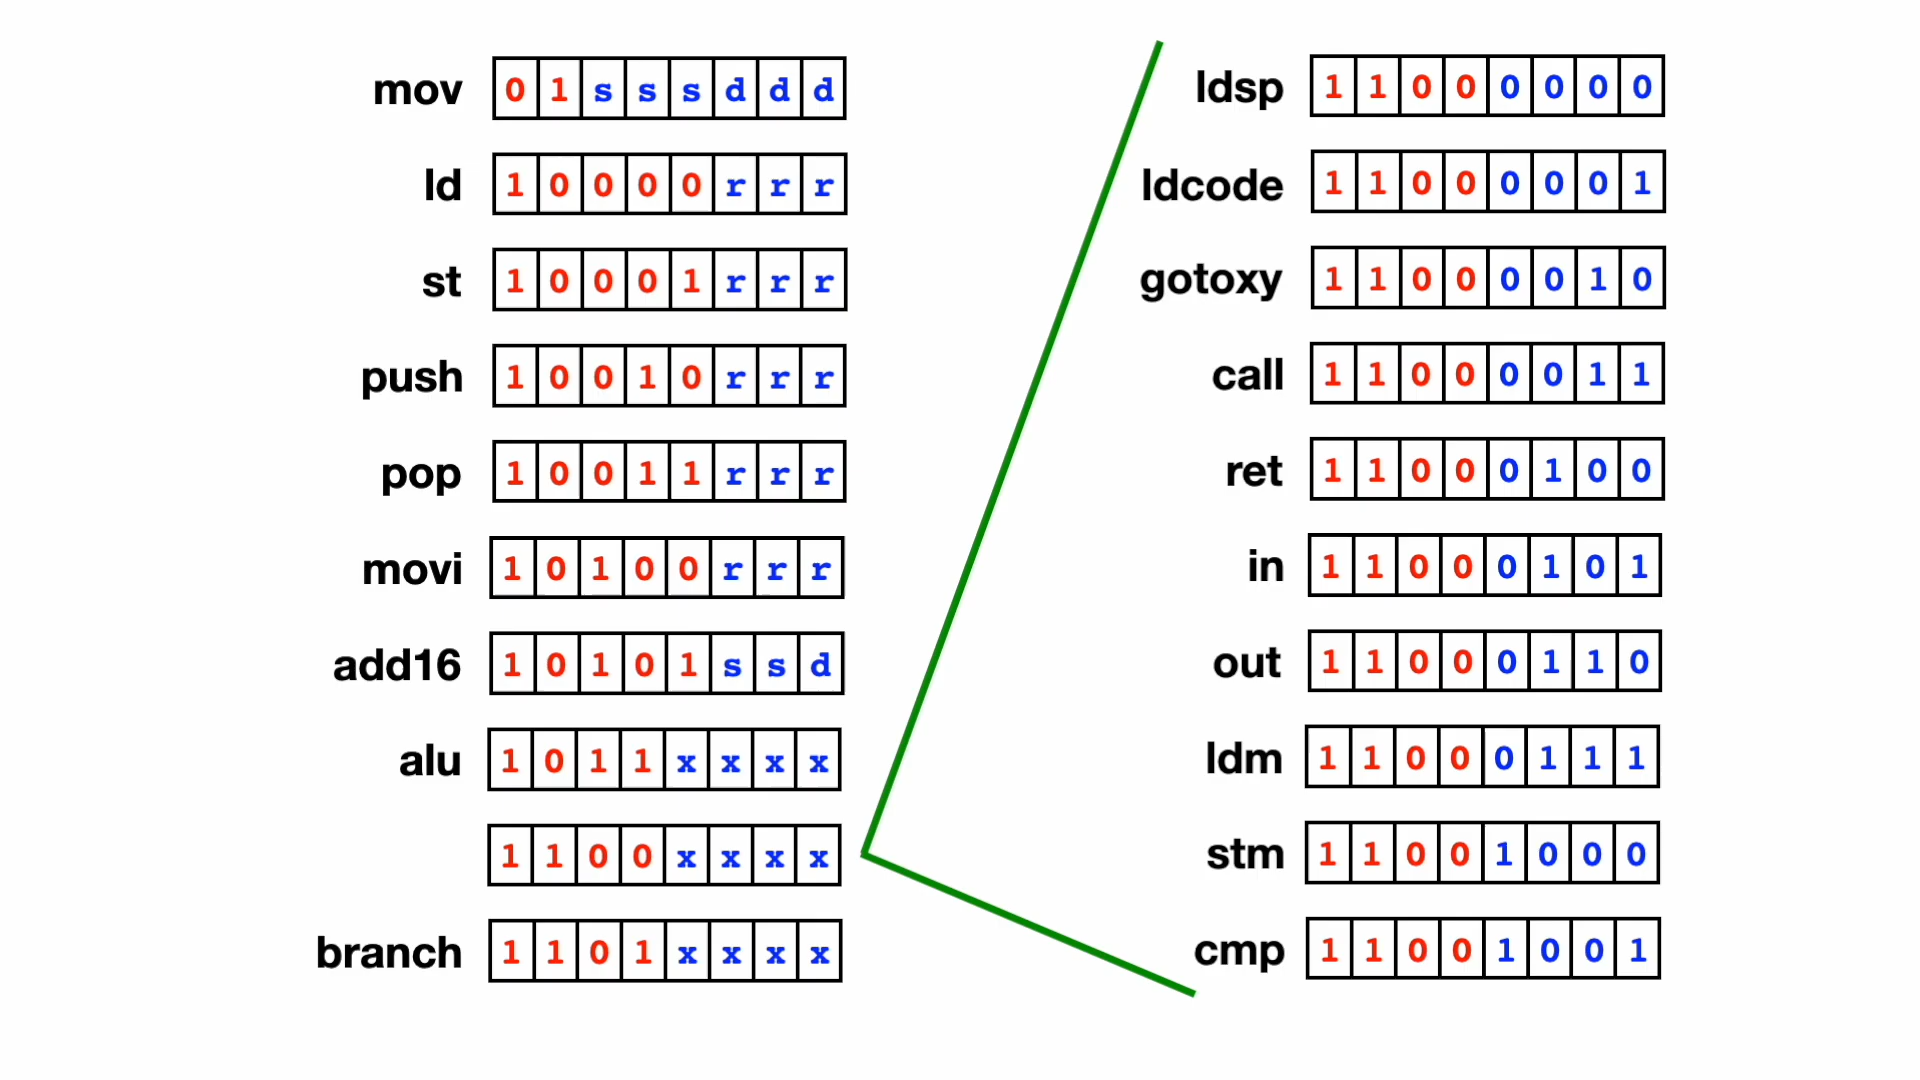 mov 0 1 s s s d d d
ld 1 0 0 0 0 r r r
st 1 0 0 0 1 r r r
push 1 0 0 1 0 r r r
pop 1 0 0 1 1 r r r
movi 1 0 1 0 0 r r r
add16 1 0 1 0 1 s s d
alu 1 0 1 1 x x x x
1 1 0 0 x x x x
branch 1 1 0 1 x x x x
ldsp 1 1 0 0 0 0 0 0
ldcode 1 1 0 0 0 0 0 1
gotoxy 1 1 0 0 0 0 1 0
call 1 1 0 0 0 0 1 1
ret 1 1 0 0 0 1 0 0
in 1 1 0 0 0 1 0 1
out 1 1 0 0 0 1 1 0
ldm 1 1 0 0 0 1 1 1
stm 1 1 0 0 1 0 0 0
cmp 1 1 0 0 1 0 0 1